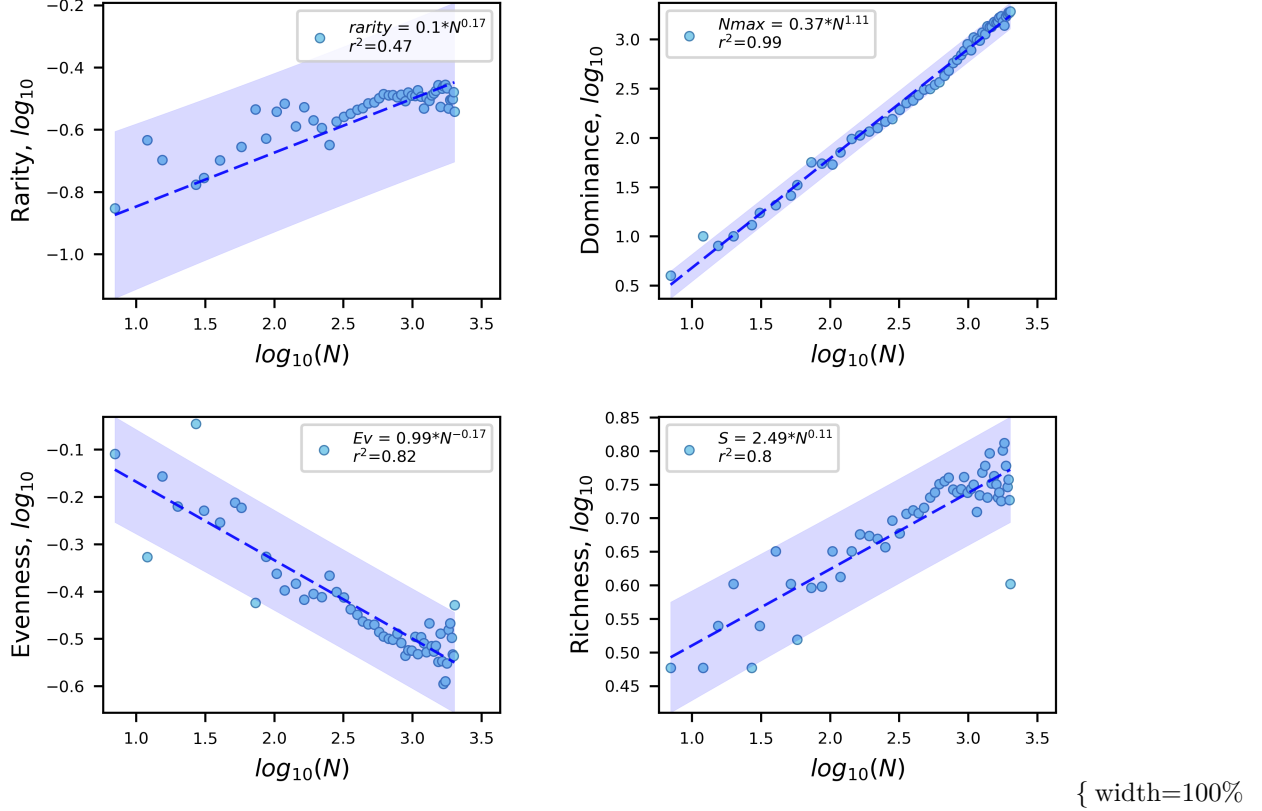 −0.2
−0.4
−0.6
−0.8
−1.0
Rarity, log10
rarity = 0.1*N^0.17
r^2=0.47
1.0 1.5 2.0 2.5 3.0 3.5
log10(N)
3.0
2.5
2.0
1.5
1.0
0.5
Dominance, log10
Nmax = 0.37*N^1.11
r^2=0.99
1.0 1.5 2.0 2.5 3.0 3.5
log10(N)
−0.1
−0.2
−0.3
−0.4
−0.5
−0.6
Evenness, log10
Ev = 0.99*N^−0.17
r^2=0.82
1.0 1.5 2.0 2.5 3.0 3.5
log10(N)
0.85
0.80
0.75
0.70
0.65
0.60
0.55
0.50
0.45
Richness, log10
S = 2.49*N^0.11
r^2=0.8
1.0 1.5 2.0 2.5 3.0 3.5
log10(N)
{ width=100%